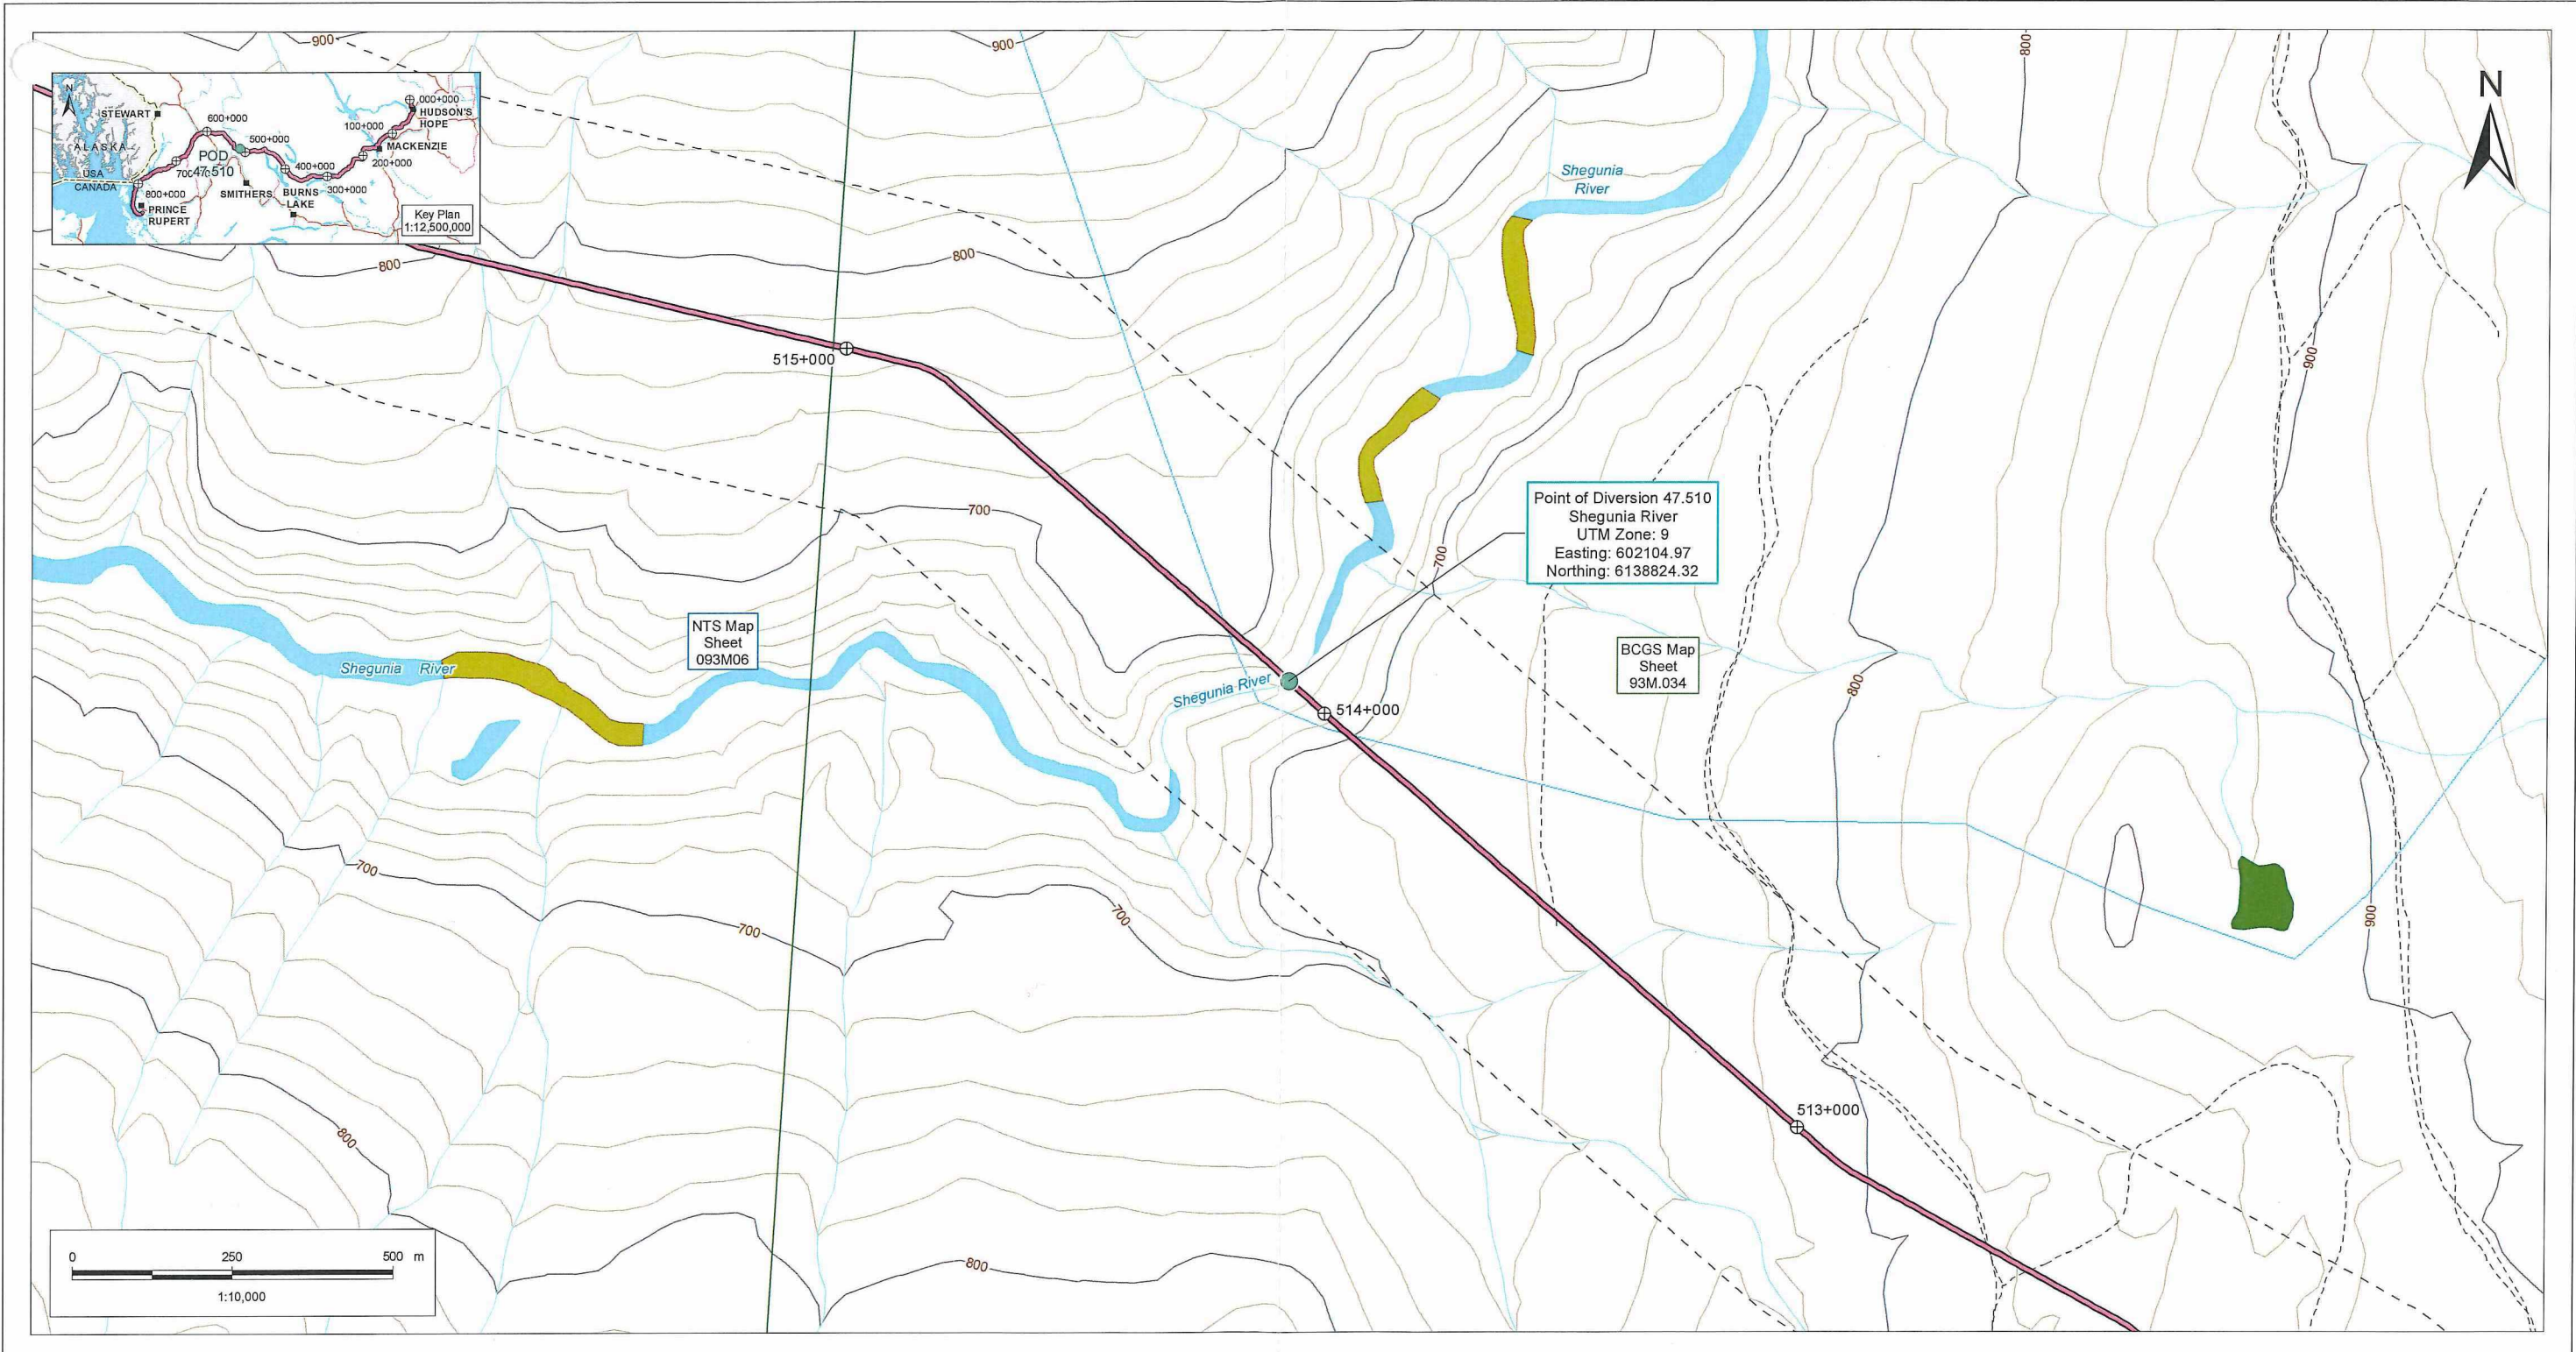 900
900
800
N
N
STEWART
ALASKA
USA
CANADA
600+000
500+000
POD
47.510
400+000
300+000
200+000
100+000
000+000
HUDSON'S
HOPE
MACKENZIE
SMITHERS
BURNS
LAKE
800+000
PRINCE
RUPERT
Key Plan
1:12,500,000
Shegunia
River
800
800
515+000
900
700
Point of Diversion 47.510
Shegunia River
UTM Zone: 9
Easting: 602104.97
Northing: 6138824.32
700
NTS Map
Sheet
093M06
BCGS Map
Sheet
93M.034
Shegunia River
Shegunia River
800
514+000
700
700
700
900
513+000
800
800
0 250 500 m
1:10,000